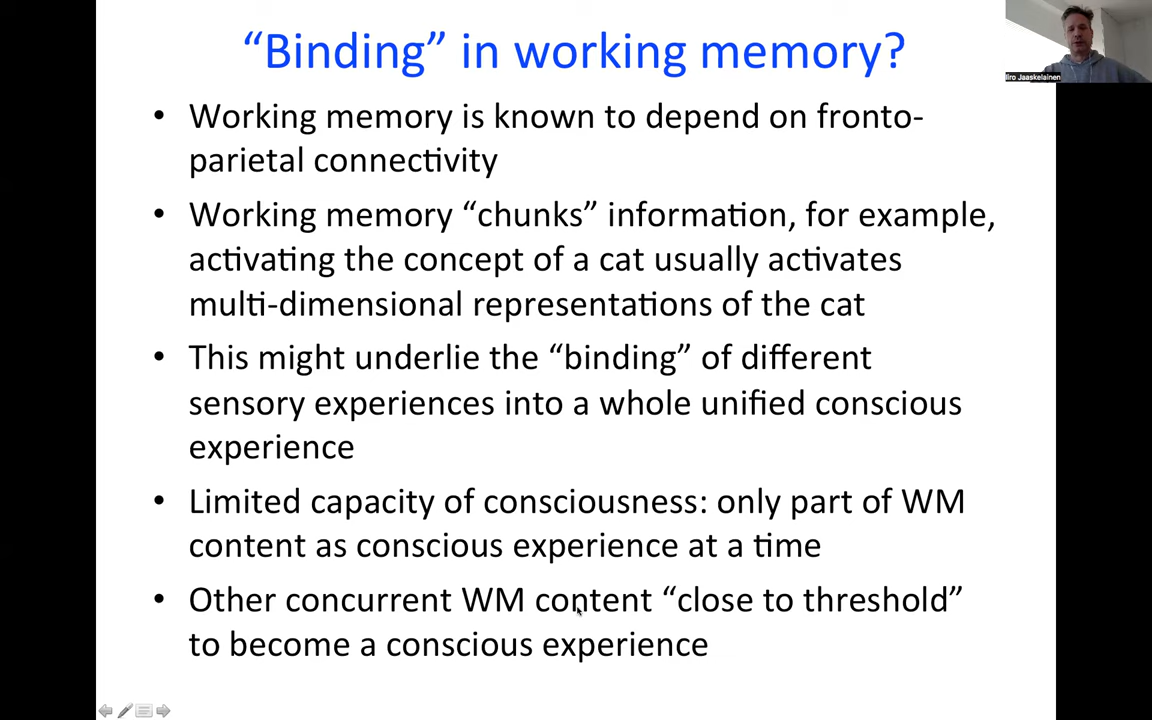 “Binding” in working memory?
Iiro Jaaskelainen
• Working memory is known to depend on fronto-
parietal connectivity
• Working memory “chunks” information, for example,
activating the concept of a cat usually activates
multi-dimensional representations of the cat
• This might underlie the “binding” of different
sensory experiences into a whole unified conscious
experience
• Limited capacity of consciousness: only part of WM
content as conscious experience at a time
• Other concurrent WM content “close to threshold”
to become a conscious experience